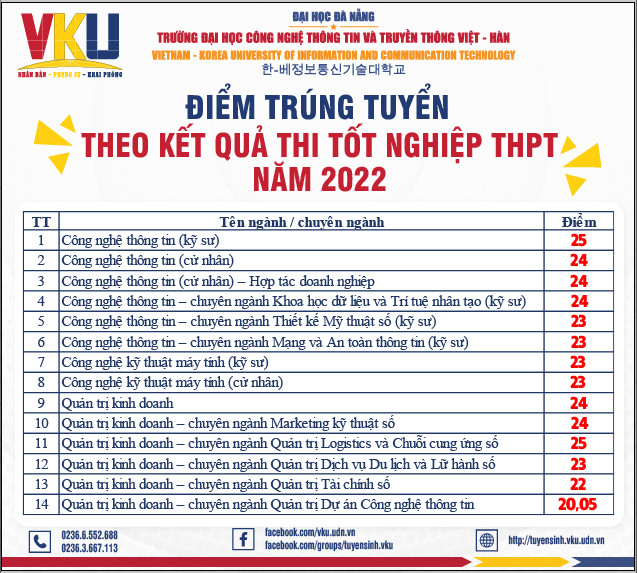 VKU
NHÂN BẢN - PHỤNG SỰ - KHAI PHÓNG
ĐẠI HỌC ĐÀ NẴNG
TRƯỜNG ĐẠI HỌC CÔNG NGHỆ THÔNG TIN VÀ TRUYỀN THÔNG VIỆT - HÀN
VIETNAM - KOREA UNIVERSITY OF INFORMATION AND COMMUNICATION TECHNOLOGY
한-베정보통신기술대학교
ĐIỂM TRÚNG TUYỂN
THEO KẾT QUẢ THI TỐT NGHIỆP THPT
NĂM 2022
TT Tên ngành / chuyên ngành Điểm
1 Công nghệ thông tin (kỹ sư) 25
2 Công nghệ thông tin (cử nhân) 24
3 Công nghệ thông tin (cử nhân) – Hợp tác doanh nghiệp 24
4 Công nghệ thông tin – chuyên ngành Khoa học dữ liệu và Trí tuệ nhân tạo (kỹ sư) 24
5 Công nghệ thông tin – chuyên ngành Thiết kế Mỹ thuật số (kỹ sư) 23
6 Công nghệ thông tin – chuyên ngành Mạng và An toàn thông tin (kỹ sư) 23
7 Công nghệ kỹ thuật máy tính (kỹ sư) 23
8 Công nghệ kỹ thuật máy tính (cử nhân) 23
9 Quản trị kinh doanh 24
10 Quản trị kinh doanh – chuyên ngành Marketing kỹ thuật số 24
11 Quản trị kinh doanh – chuyên ngành Quản trị Logistics và Chuỗi cung ứng số 25
12 Quản trị kinh doanh – chuyên ngành Quản trị Dịch vụ Du lịch và Lữ hành số 23
13 Quản trị kinh doanh – chuyên ngành Quản trị Tài chính số 22
14 Quản trị kinh doanh – chuyên ngành Quản trị Dự án Công nghệ thông tin 20,05
0236.6.552.688
0236.3.667.113
facebook.com/vku.udn.vn
facebook.com/groups/tuyensinh.vku
http://tuyensinh.vku.udn.vn